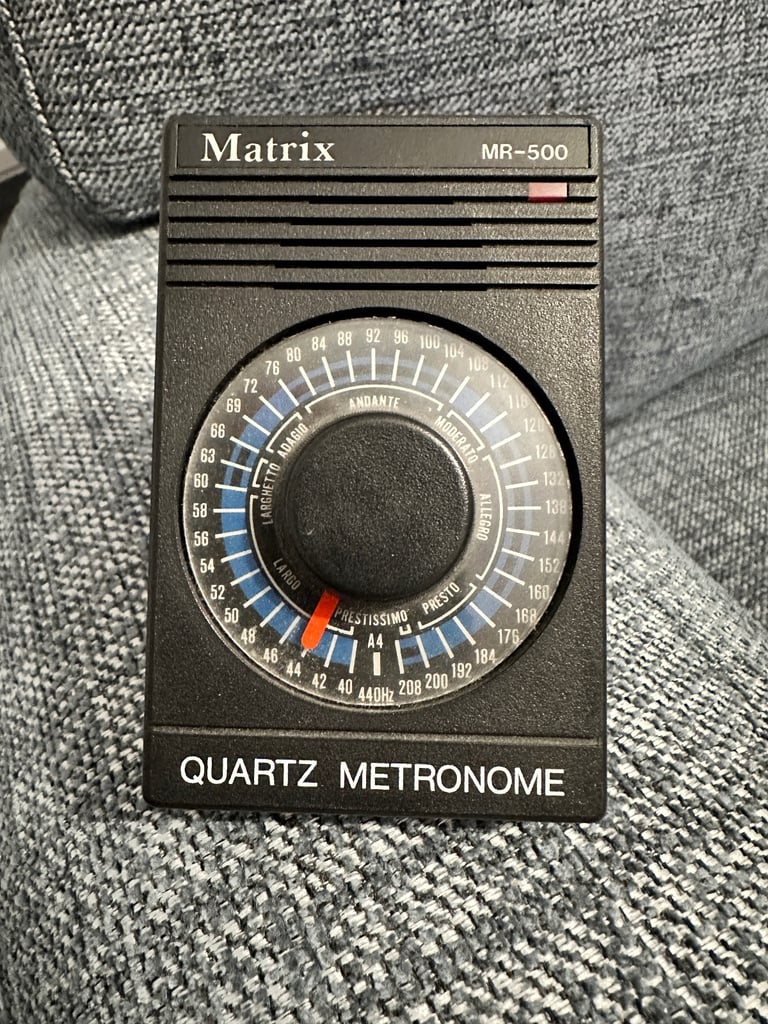 Matrix
MR-500
40 42 44 46 48 50 52 54 56 58 60 63 66 69 72 76 80 84 88 92 96 100 104 108 112 116 120 126 132 138 144 152 160 168 176 184 192 200 208 440Hz
A4
LARGO
LARGHETTO
ADAGIO
ANDANTE
MODERATO
ALLEGRO
PRESTO
PRESTISSIMO
QUARTZ METRONOME